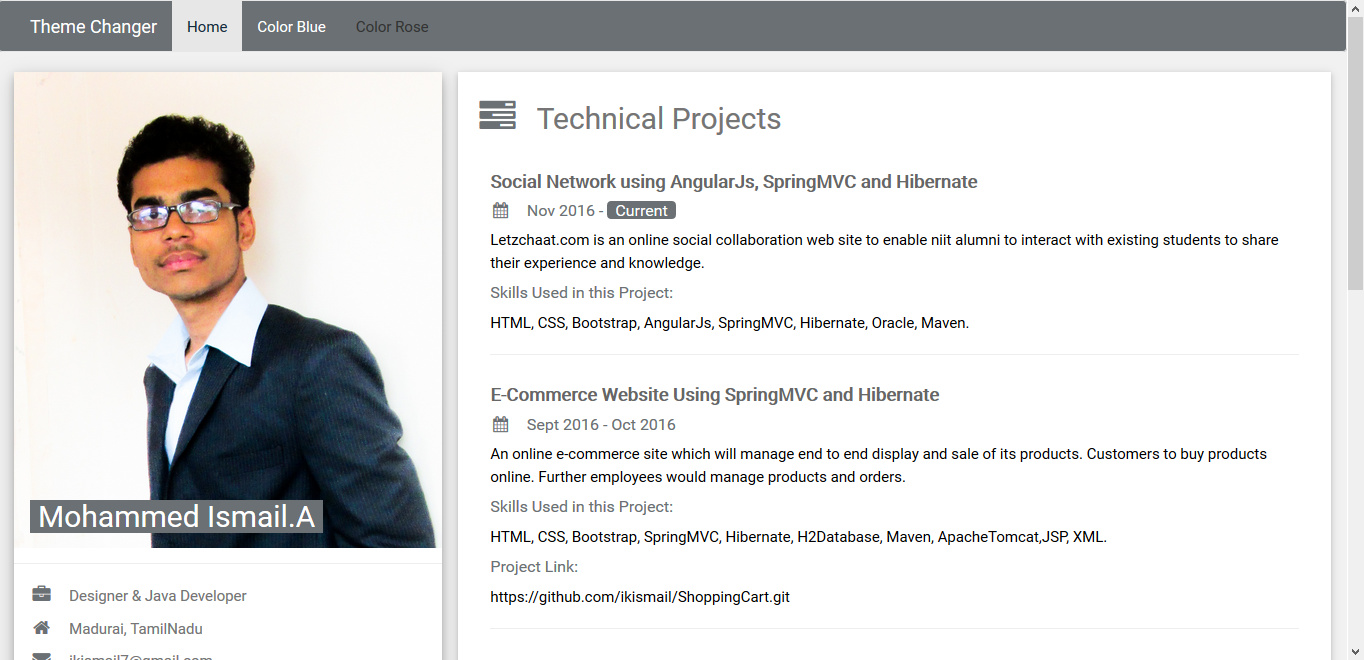 Theme Changer
Home
Color Blue
Color Rose
Mohammed Ismail.A
Designer & Java Developer
Madurai, TamilNadu
ikismail7@gmail.com
Technical Projects
Social Network using AngularJs, SpringMVC and Hibernate
Nov 2016 - Current
Letzchaat.com is an online social collaboration web site to enable niit alumni to interact with existing students to share
their experience and knowledge.
Skills Used in this Project:
HTML, CSS, Bootstrap, AngularJs, SpringMVC, Hibernate, Oracle, Maven.
E-Commerce Website Using SpringMVC and Hibernate
Sept 2016 - Oct 2016
An online e-commerce site which will manage end to end display and sale of its products. Customers to buy products
online. Further employees would manage products and orders.
Skills Used in this Project:
HTML, CSS, Bootstrap, SpringMVC, Hibernate, H2Database, Maven, ApacheTomcat,JSP, XML.
Project Link:
https://github.com/ikismail/ShoppingCart.git